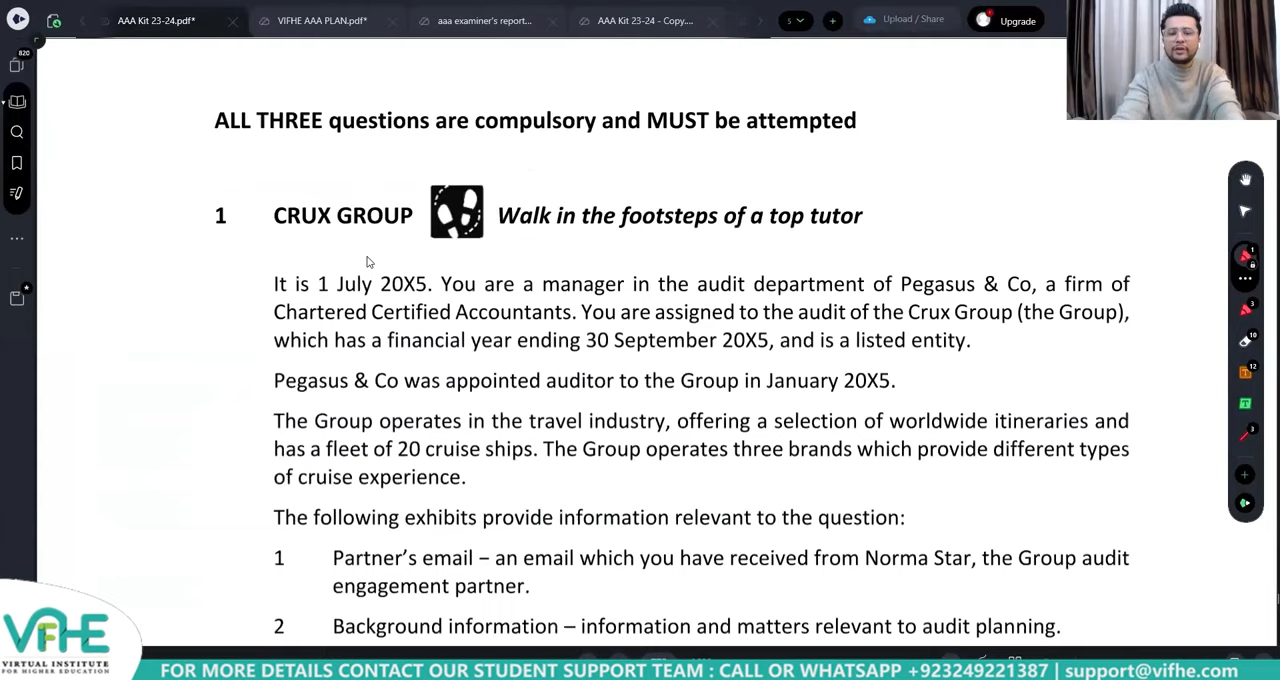 AAA Kit 23-24.pdf*
VIFHE AAA PLAN.pdf*
aaa examiner's report...
AAA Kit 23-24 - Copy....
5
Upload / Share
Upgrade
820
ALL THREE questions are compulsory and MUST be attempted
1 CRUX GROUP Walk in the footsteps of a top tutor
It is 1 July 20X5. You are a manager in the audit department of Pegasus & Co, a firm of
Chartered Certified Accountants. You are assigned to the audit of the Crux Group (the Group),
which has a financial year ending 30 September 20X5, and is a listed entity.
Pegasus & Co was appointed auditor to the Group in January 20X5.
The Group operates in the travel industry, offering a selection of worldwide itineraries and
has a fleet of 20 cruise ships. The Group operates three brands which provide different types
of cruise experience.
The following exhibits provide information relevant to the question:
1 Partner's email – an email which you have received from Norma Star, the Group audit
engagement partner.
2 Background information – information and matters relevant to audit planning.
1
3
10
12
T
3
VIFHE
VIRTUAL INSTITUTE
FOR HIGHER EDUCATION
FOR MORE DETAILS CONTACT OUR STUDENT SUPPORT TEAM : CALL OR WHATSAPP +923249221387 | support@vifhe.com